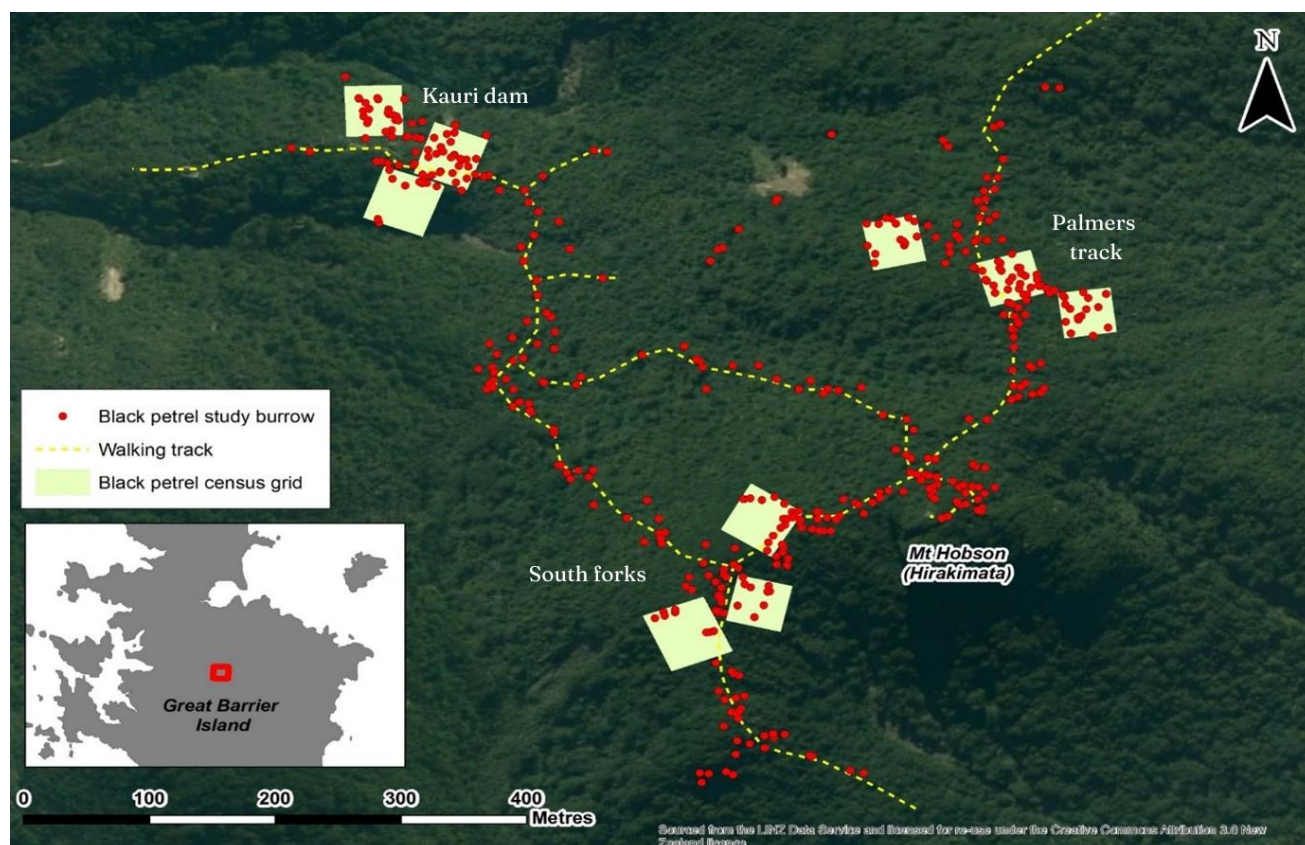 N
Kauri dam
Palmers
track
Black petrel study burrow
Walking track
Black petrel census grid
Mt Hobson
(Hirakimata)
South forks
Great Barrier
Island
0 100 200 300 400
Metres
Sourced from the LINZ Data Service and licensed for re-use under the Creative Commons Attribution 3.0 New
Zealand license